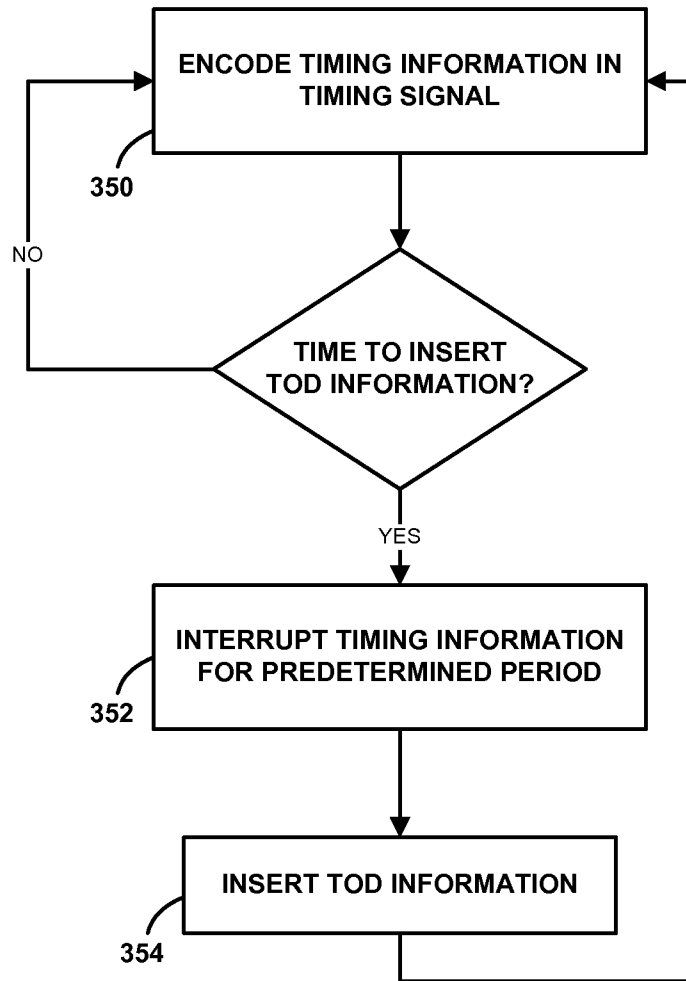 ENCODE TIMING INFORMATION IN
TIMING SIGNAL
350
NO
TIME TO INSERT
TOD INFORMATION?
YES
INTERRUPT TIMING INFORMATION
FOR PREDETERMINED PERIOD
352
INSERT TOD INFORMATION
354